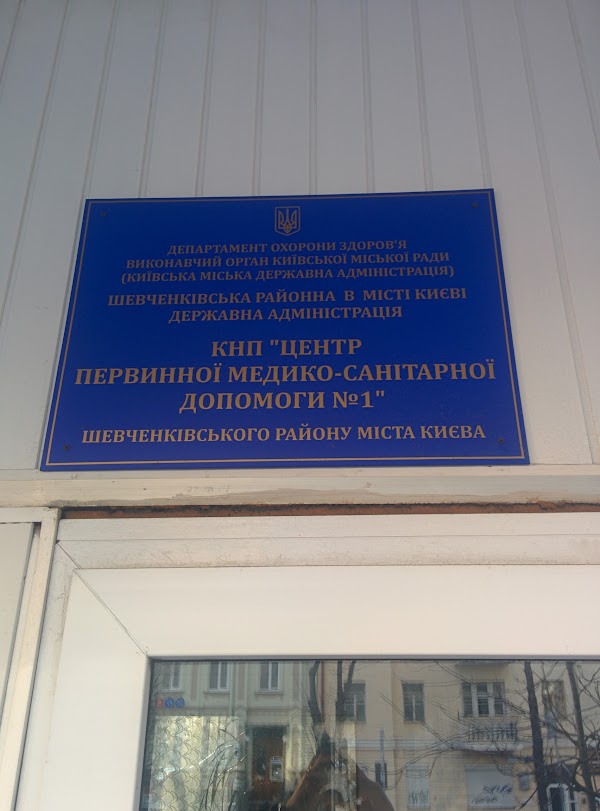 ДЕПАРТАМЕНТ ОХОРОНИ ЗДОРОВ'Я
ВИКОНАВЧИЙ ОРГАН КИЇВСЬКОЇ МІСЬКОЇ РАДИ
(КИЇВСЬКА МІСЬКА ДЕРЖАВНА АДМІНІСТРАЦІЯ)
ШЕВЧЕНКІВСЬКА РАЙОННА В МІСТІ КИЄВІ
ДЕРЖАВНА АДМІНІСТРАЦІЯ
КНП "ЦЕНТР
ПЕРВИННОЇ МЕДИКО-САНІТАРНОЇ
ДОПОМОГИ №1"
ШЕВЧЕНКІВСЬКОГО РАЙОНУ МІСТА КИЄВА